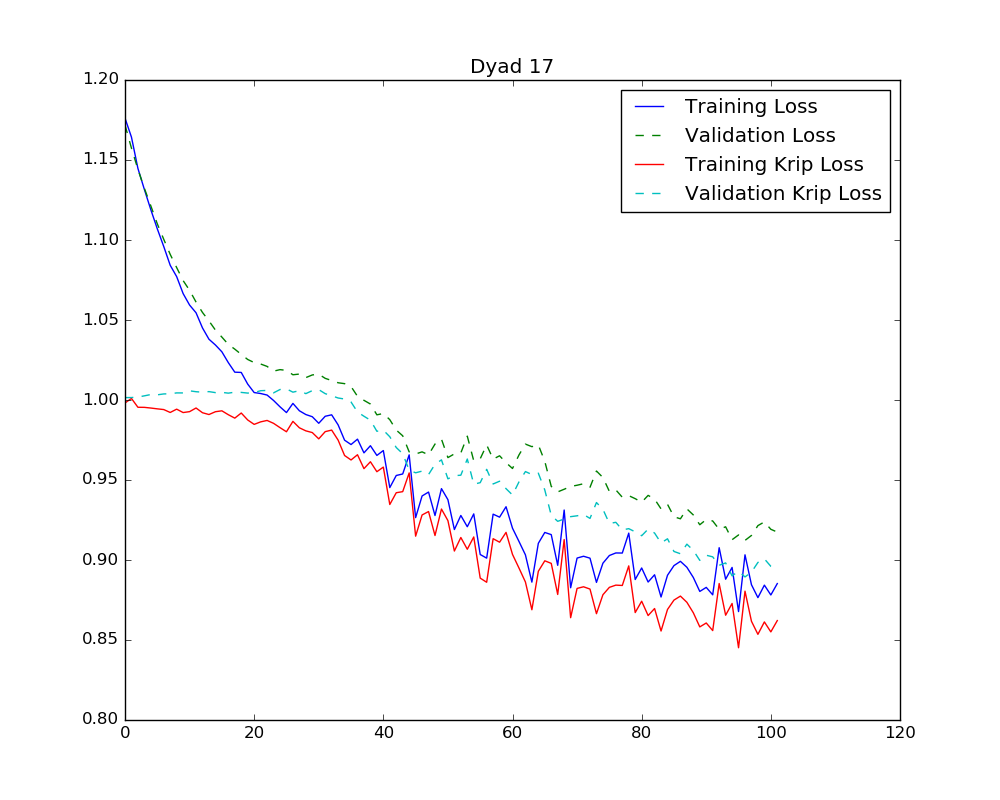 Dyad 17
1.20
1.15
1.10
1.05
1.00
0.95
0.90
0.85
0.80
0 20 40 60 80 100 120
Training Loss
Validation Loss
Training Krip Loss
Validation Krip Loss